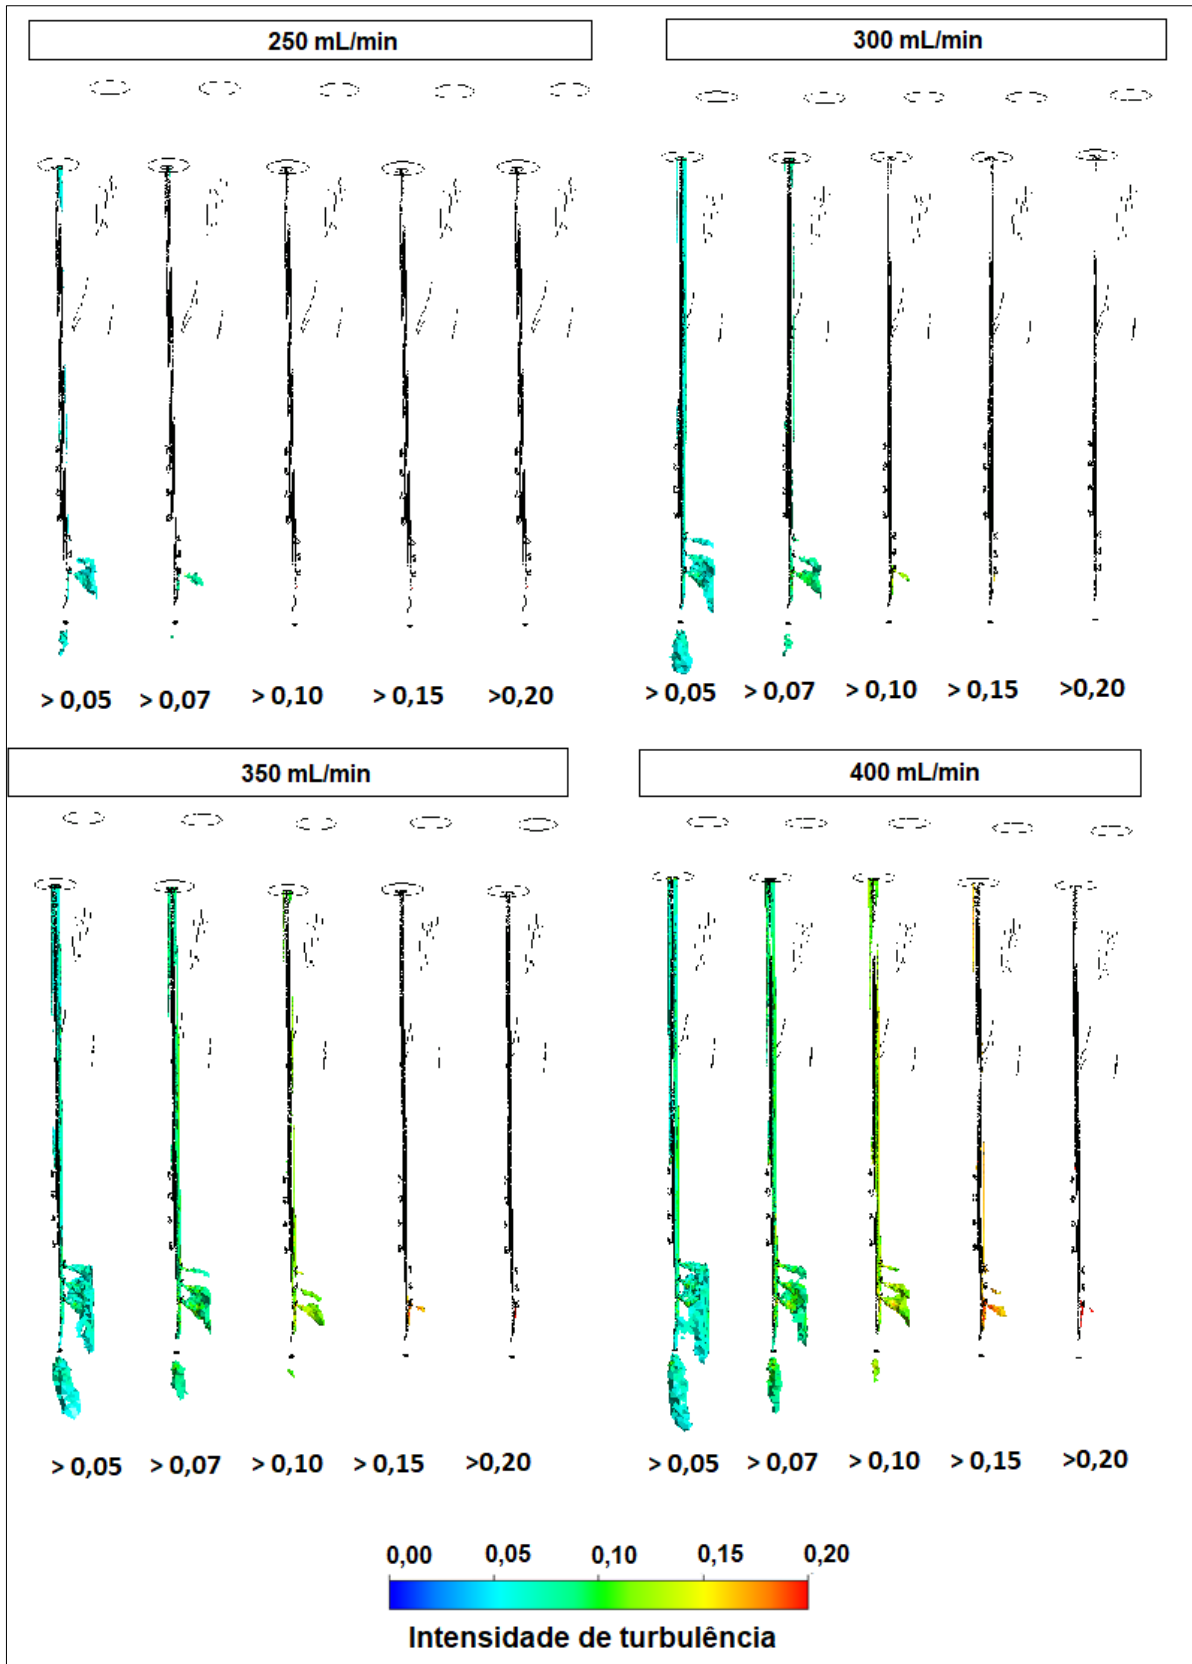 250 mL/min
300 mL/min
> 0,05 > 0,07 > 0,10 > 0,15 >0,20
> 0,05 > 0,07 > 0,10 > 0,15 >0,20
350 mL/min
400 mL/min
> 0,05 > 0,07 > 0,10 > 0,15 >0,20
> 0,05 > 0,07 > 0,10 > 0,15 >0,20
0,00 0,05 0,10 0,15 0,20
Intensidade de turbulência